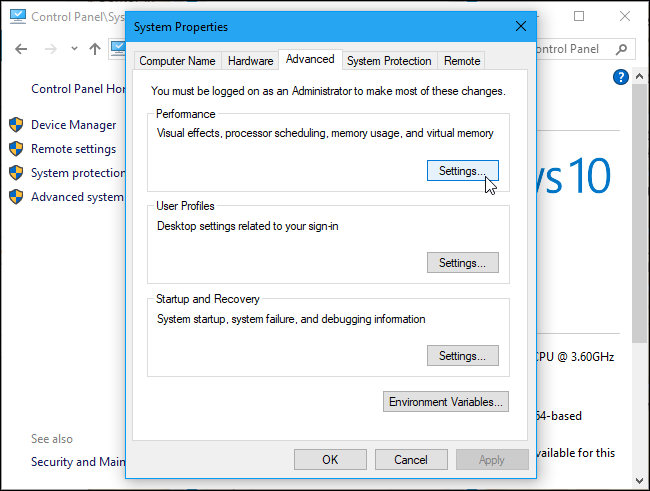 Control Panel\Sys
System Properties
ontrol Panel
Computer Name
Hardware
Advanced
System Protection
Remote
Control Panel Hor
Device Manager
Remote settings
System protection
Advanced system
You must be logged on as an Administrator to make most of these changes.
Performance
Visual effects, processor scheduling, memory usage, and virtual memory
Settings...
User Profiles
Desktop settings related to your sign-in
Settings...
Startup and Recovery
System startup, system failure, and debugging information
Settings...
Environment Variables...
OK
Cancel
Apply
?
ws 10
CPU @ 3.60GHz
64-based
vailable for this
See also
Security and Main